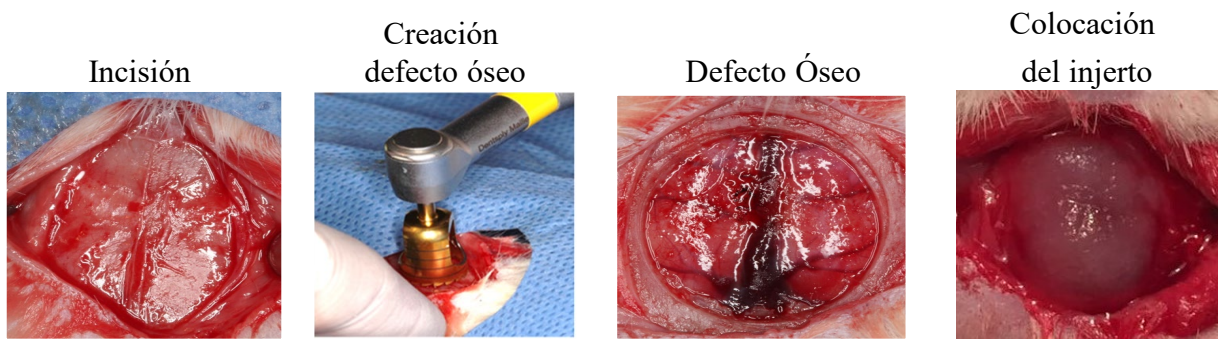 Incisión
Creación
defecto óseo
Defecto Óseo
Colocación
del injerto